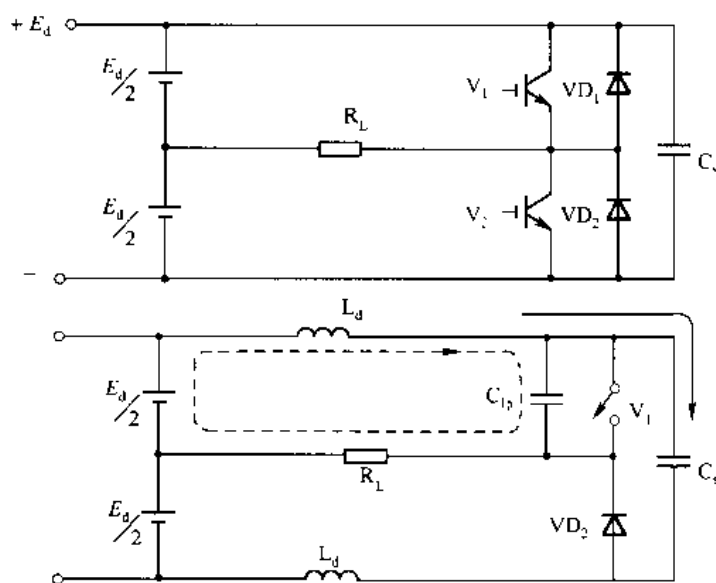 + E_d
E_d/2
V_1
VD_1
R_L
C_s
E_d/2
V_2
VD_2
−
L_d
E_d/2
V_1
R_L
C_s
E_d/2
VD_2
L_d